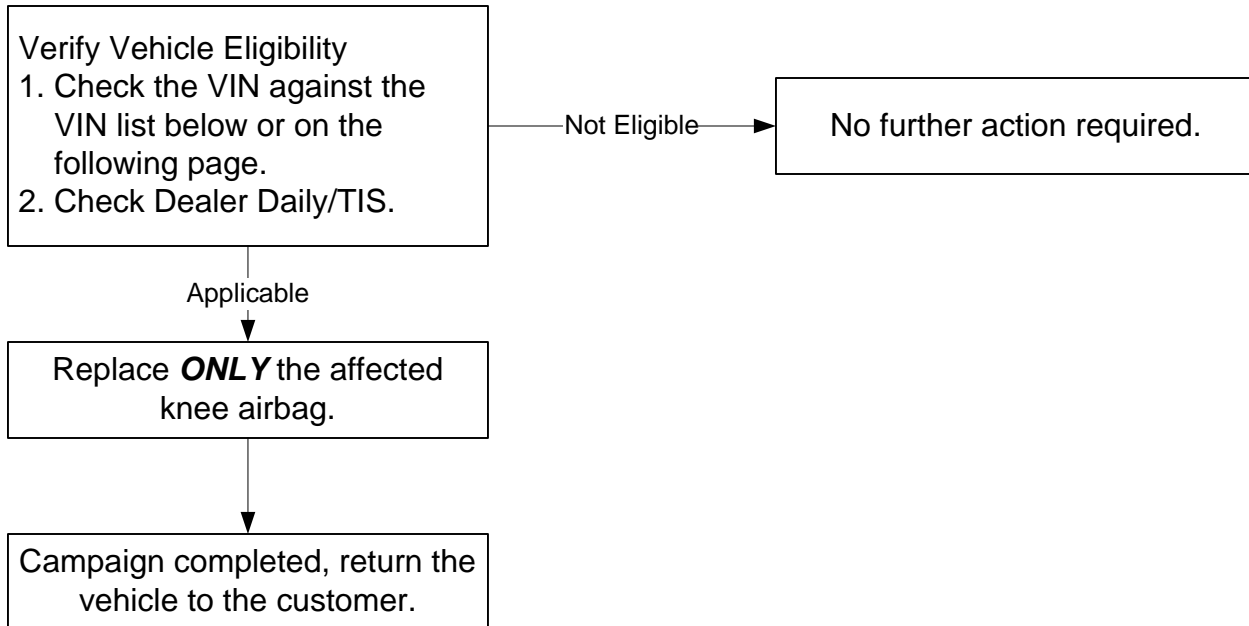 Verify Vehicle Eligibility
1. Check the VIN against the
VIN list below or on the
following page.
2. Check Dealer Daily/TIS.
Not Eligible
No further action required.
Applicable
Replace ONLY the affected
knee airbag.
Campaign completed, return the
vehicle to the customer.